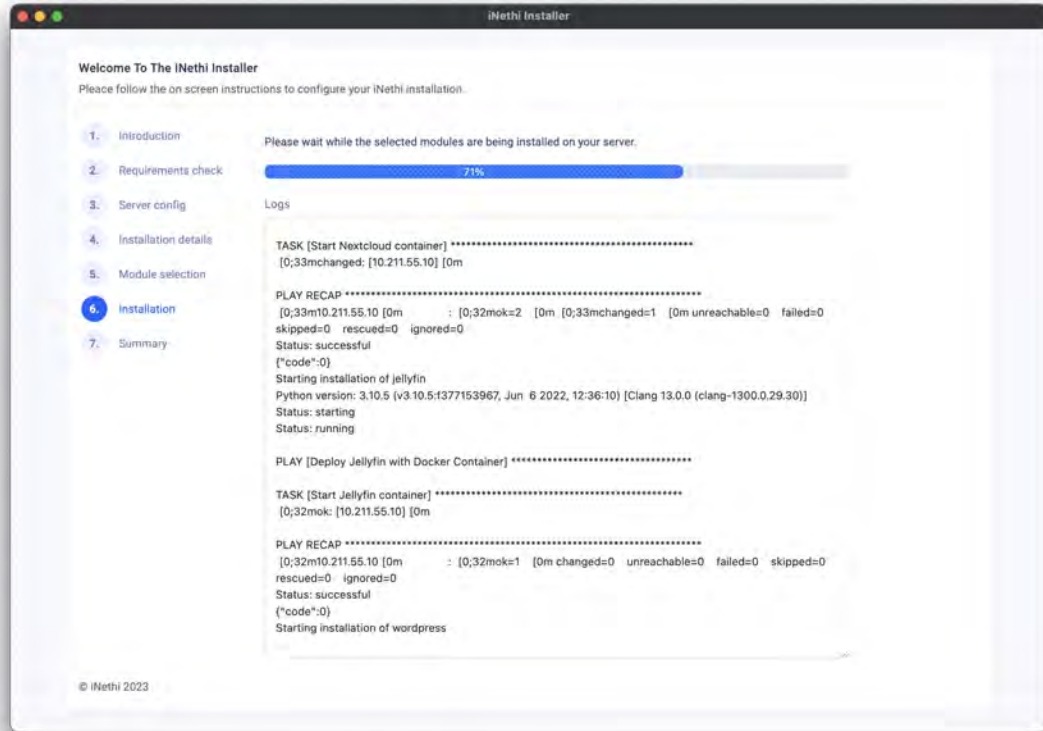 iNethi Installer
Welcome To The iNethi Installer
Pleace follow the on screen instructions to configure your iNethi installation.
1. Introduction
2. Requirements check
3. Server config
4. Installation details
5. Module selection
6. Installation
7. Summary
Please wait while the selected modules are being installed on your server.
71%
Logs
TASK [Start Nextcloud container] ***********************************************
[0;33mchanged: [10.211.55.10] [0m
PLAY RECAP *********************************************************************
[0;33m10.211.55.10 [0m : [0;32mok=2 [0m [0;33mchanged=1 [0m unreachable=0 failed=0
skipped=0 rescued=0 ignored=0
Status: successful
{"code":0}
Starting installation of jellyfin
Python version: 3.10.5 (v3.10.5:f377153967, Jun 6 2022, 12:36:10) [Clang 13.0.0 (clang-1300.0.29.30)]
Status: starting
Status: running
PLAY [Deploy Jellyfin with Docker Container] ***********************************
TASK [Start Jellyfin container] ************************************************
[0;32mok: [10.211.55.10] [0m
PLAY RECAP *********************************************************************
[0;32m10.211.55.10 [0m : [0;32mok=1 [0m changed=0 unreachable=0 failed=0 skipped=0
rescued=0 ignored=0
Status: successful
{"code":0}
Starting installation of wordpress
© iNethi 2023